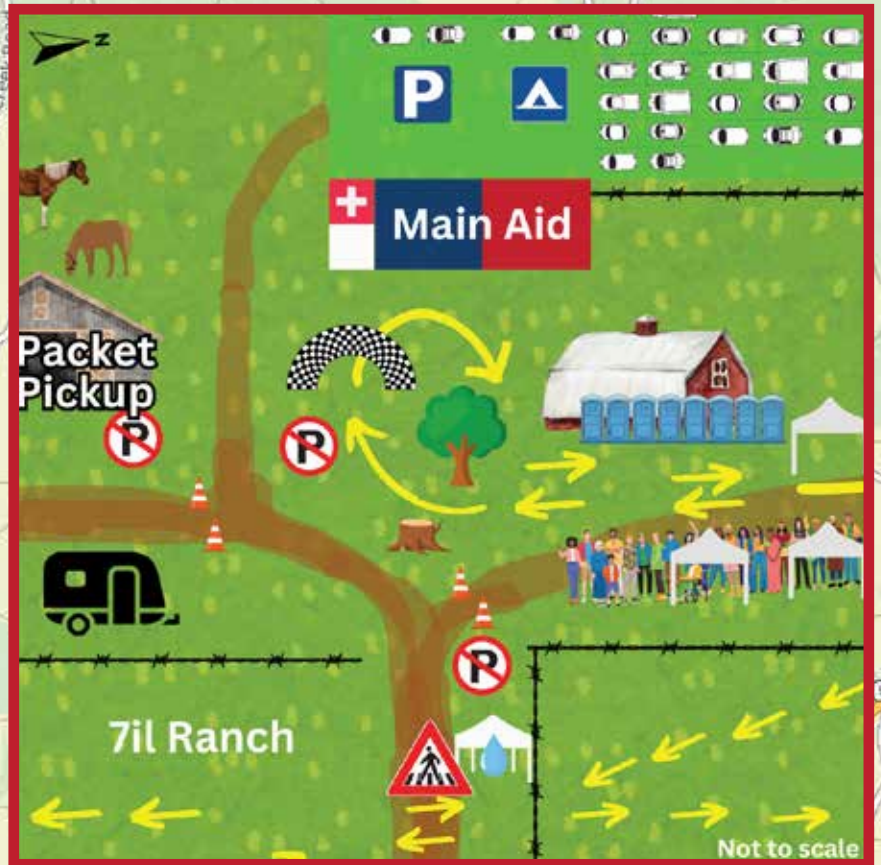 N
P
Main Aid
Packet
Pickup
P
P
P
7il Ranch
Not to scale